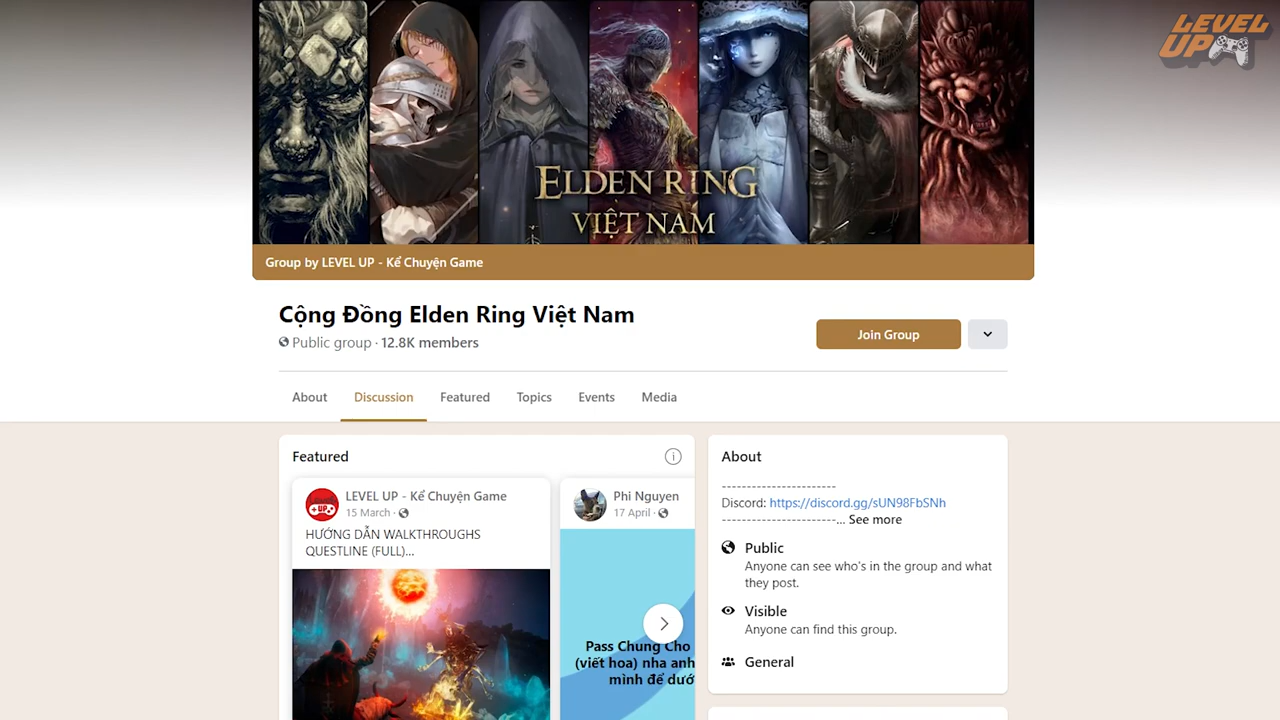 LEVEL
UP
ELDEN RING
VIỆT NAM
Group by LEVEL UP - Kể Chuyện Game
Cộng Đồng Elden Ring Việt Nam
Public group · 12.8K members
Join Group
About
Discussion
Featured
Topics
Events
Media
Featured
LEVEL UP - Kể Chuyện Game
15 March ·
HƯỚNG DẪN WALKTHROUGHS
QUESTLINE (FULL)...
UP
Phi Nguyen
17 April ·
Pass Chung Cho
(viết hoa) nha anh
mình để dướ
About
-----------------------
Discord: https://discord.gg/sUN98FbSNh
-----------------------... See more
Public
Anyone can see who's in the group and what
they post.
Visible
Anyone can find this group.
General